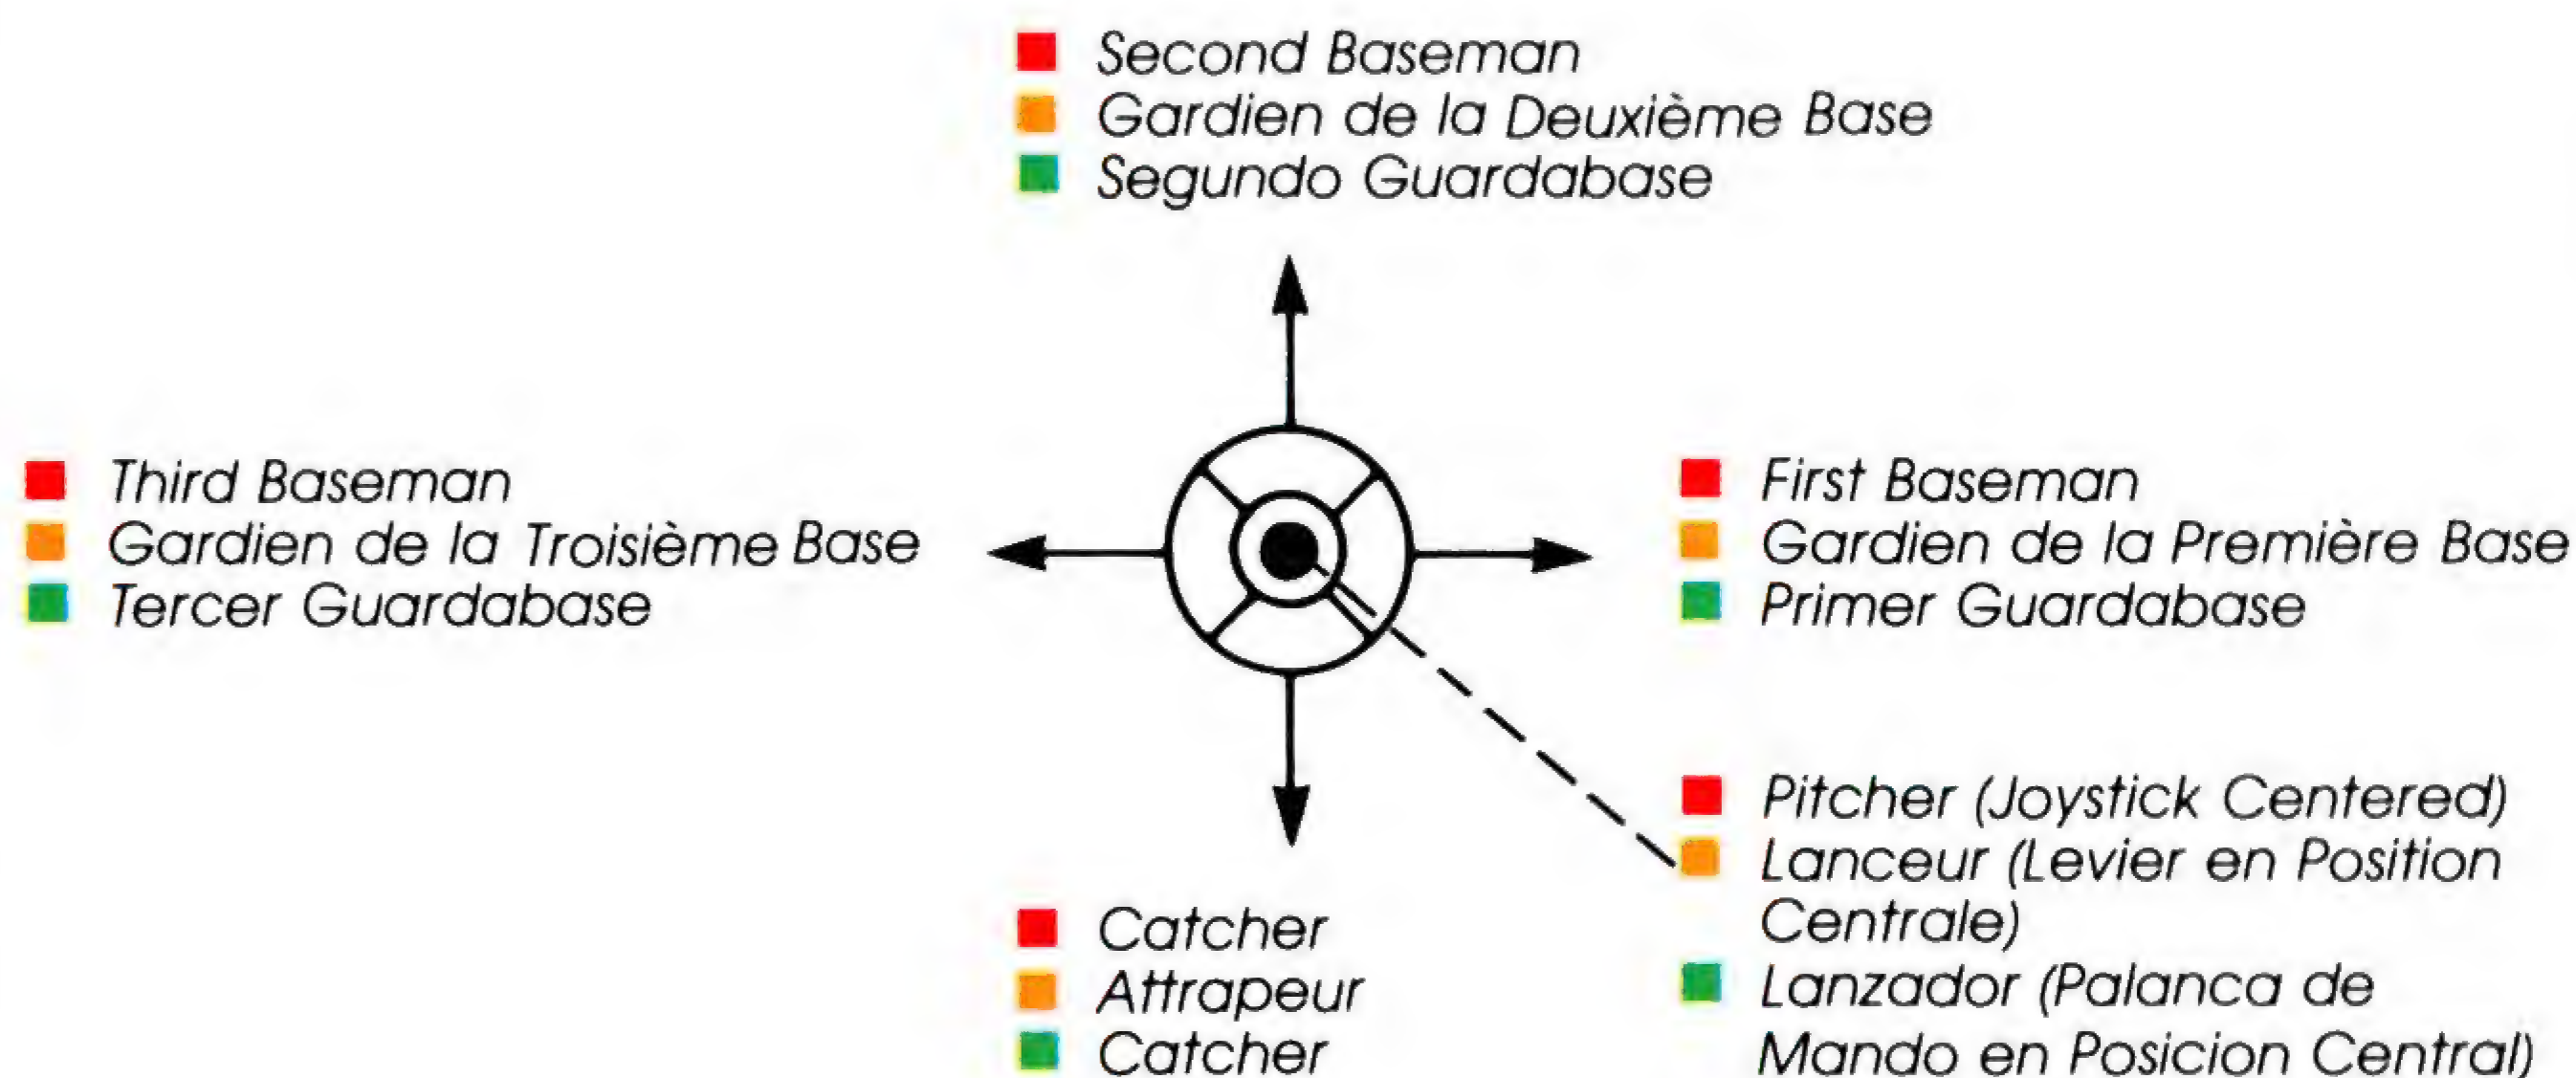 Second Baseman
Gardien de la Deuxième Base
Segundo Guardabase
Third Baseman
Gardien de la Troisième Base
Tercer Guardabase
First Baseman
Gardien de la Première Base
Primer Guardabase
Pitcher (Joystick Centered)
Lanceur (Levier en Position
Centrale)
Lanzador (Palanca de
Mando en Posicion Central)
Catcher
Attrapeur
Catcher